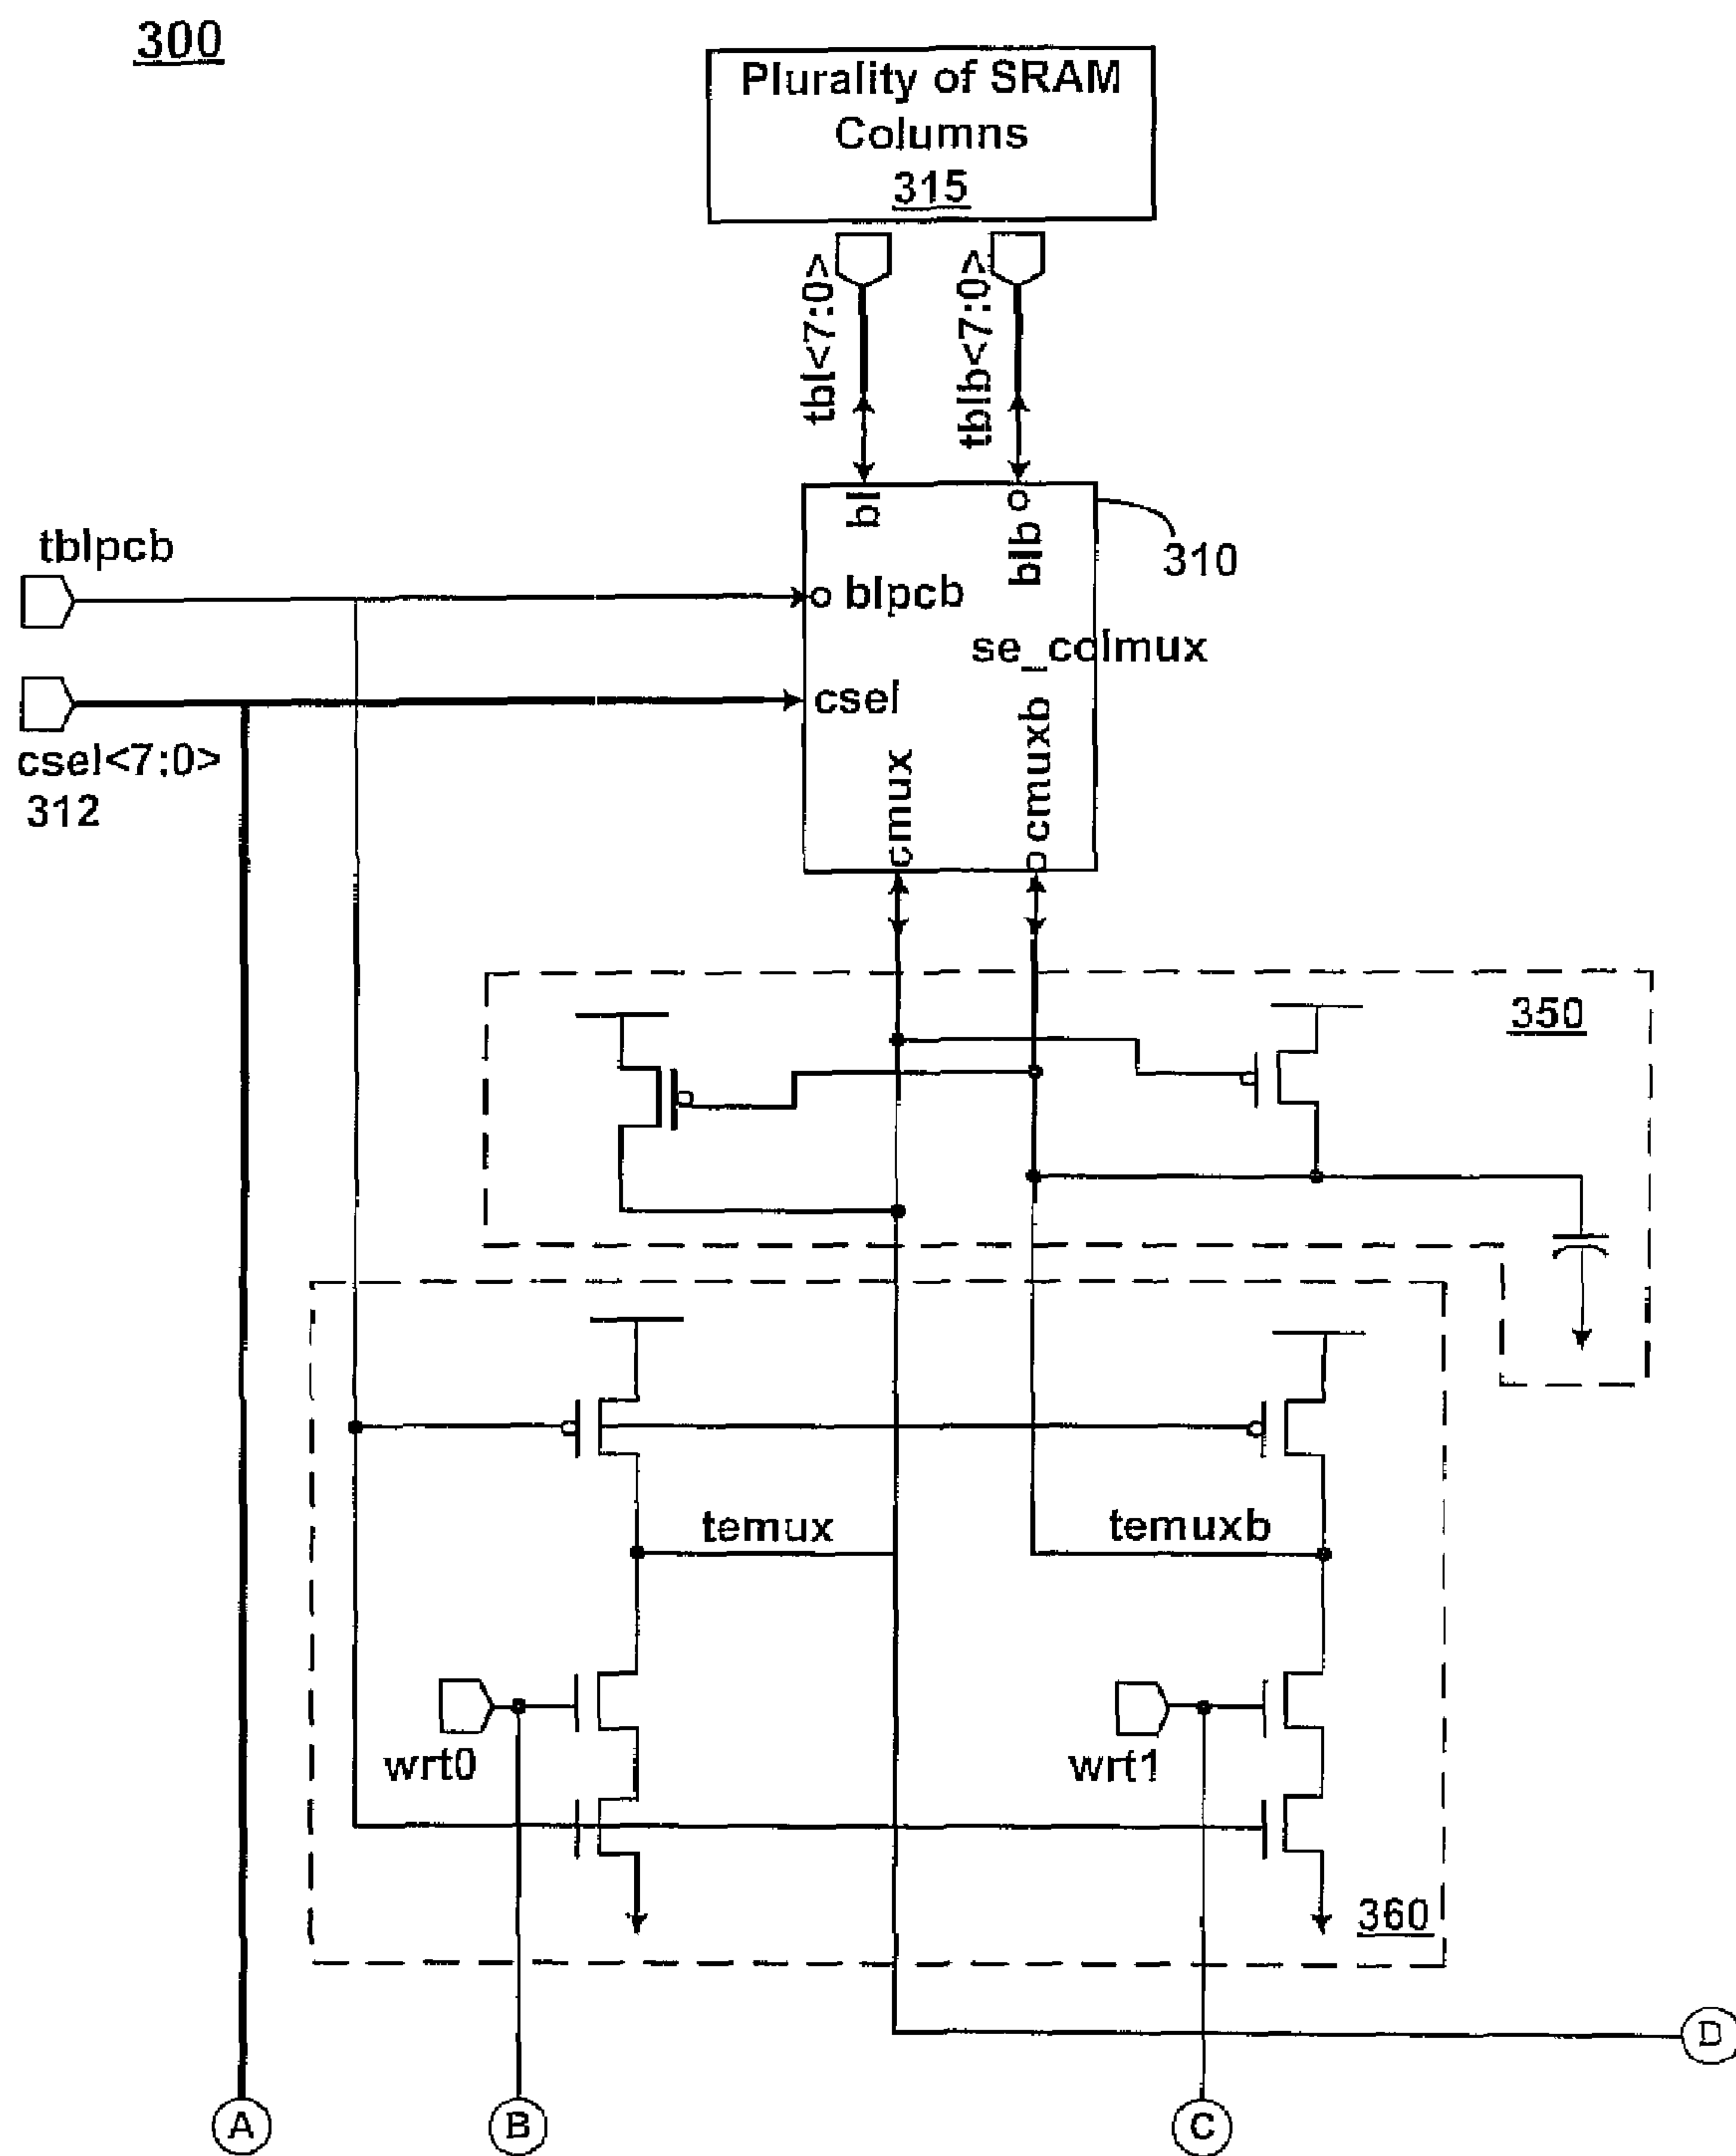 300
Plurality of SRAM
Columns
315
tbl<7:0>
tblb<7:0>
bl
blb
310
tblpcb
blpcb
se_colmux
csel
csel<7:0>
312
cmux
cmuxb
350
temux
temuxb
wrt0
wrt1
360
D
A
B
C